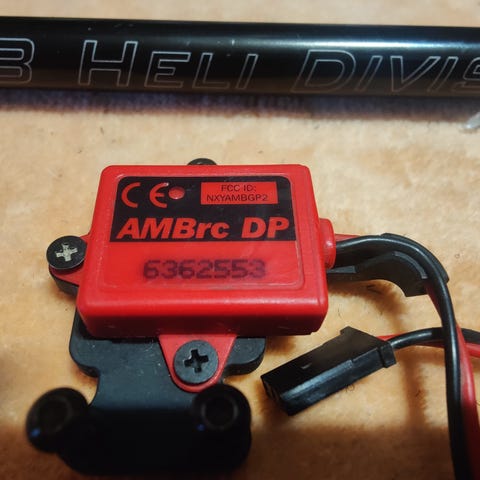 B HELI DIVIS
CE
FCC ID:
NXYAMBGP2
AMBrc DP
6362553